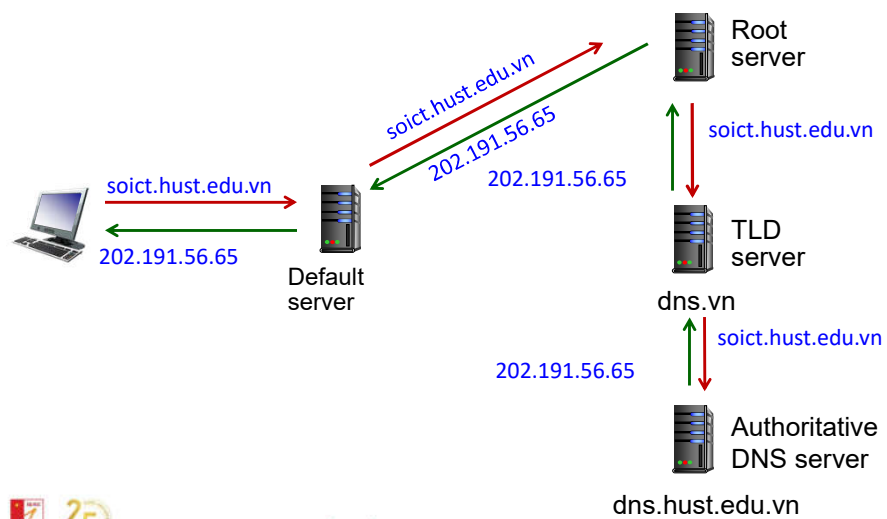 Root
server
soict.hust.edu.vn
202.191.56.65
soict.hust.edu.vn
202.191.56.65
soict.hust.edu.vn
202.191.56.65
Default
server
TLD
server
dns.vn
soict.hust.edu.vn
202.191.56.65
Authoritative
DNS server
dns.hust.edu.vn
25